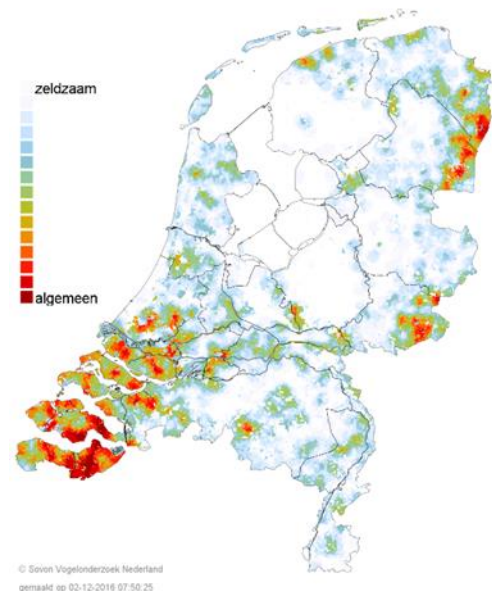 zeldzaam
algemeen
© Sovon Vogelonderzoek Nederland
gemaakt op 02-12-2016 07:50:25